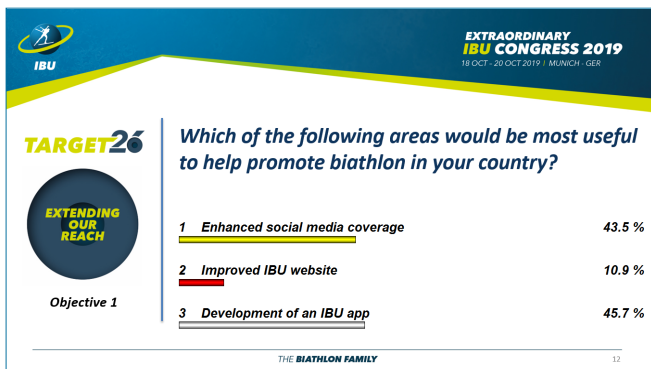 IBU
EXTRAORDINARY
IBU CONGRESS 2019
18 OCT - 20 OCT 2019 I MUNICH - GER
TARGET26
EXTENDING
OUR
REACH
Objective 1
Which of the following areas would be most useful
to help promote biathlon in your country?
1 Enhanced social media coverage 43.5 %
2 Improved IBU website 10.9 %
3 Development of an IBU app 45.7 %
THE BIATHLON FAMILY 12